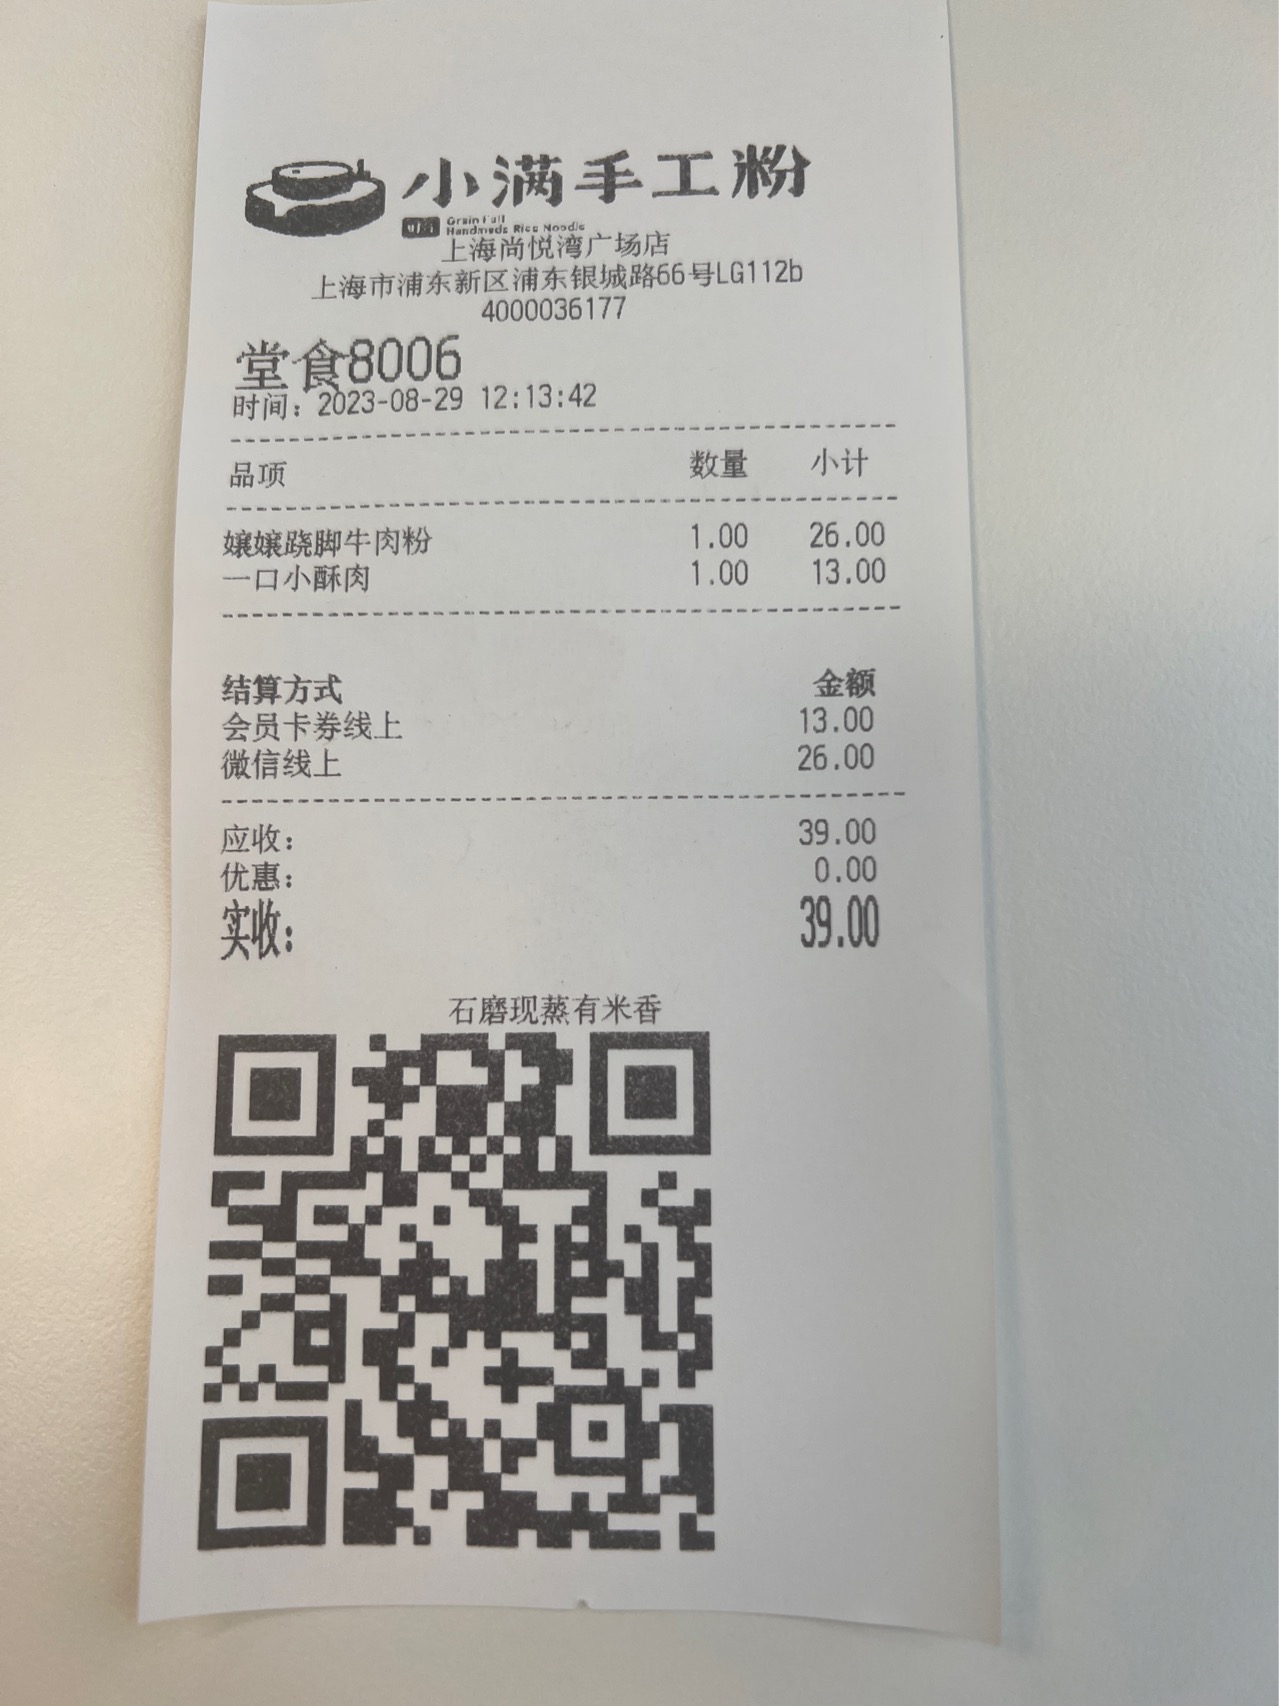 小满手工粉
Grain Full
Handmade Rice Noodle
上海尚悦湾广场店
上海市浦东新区浦东银城路66号LG112b
4000036177
堂食8006
时间：2023-08-29 12:13:42
品项 数量 小计
孃孃跷脚牛肉粉 1.00 26.00
一口小酥肉 1.00 13.00
结算方式 金额
会员卡券线上 13.00
微信线上 26.00
应收： 39.00
优惠： 0.00
实收： 39.00
石磨现蒸有米香